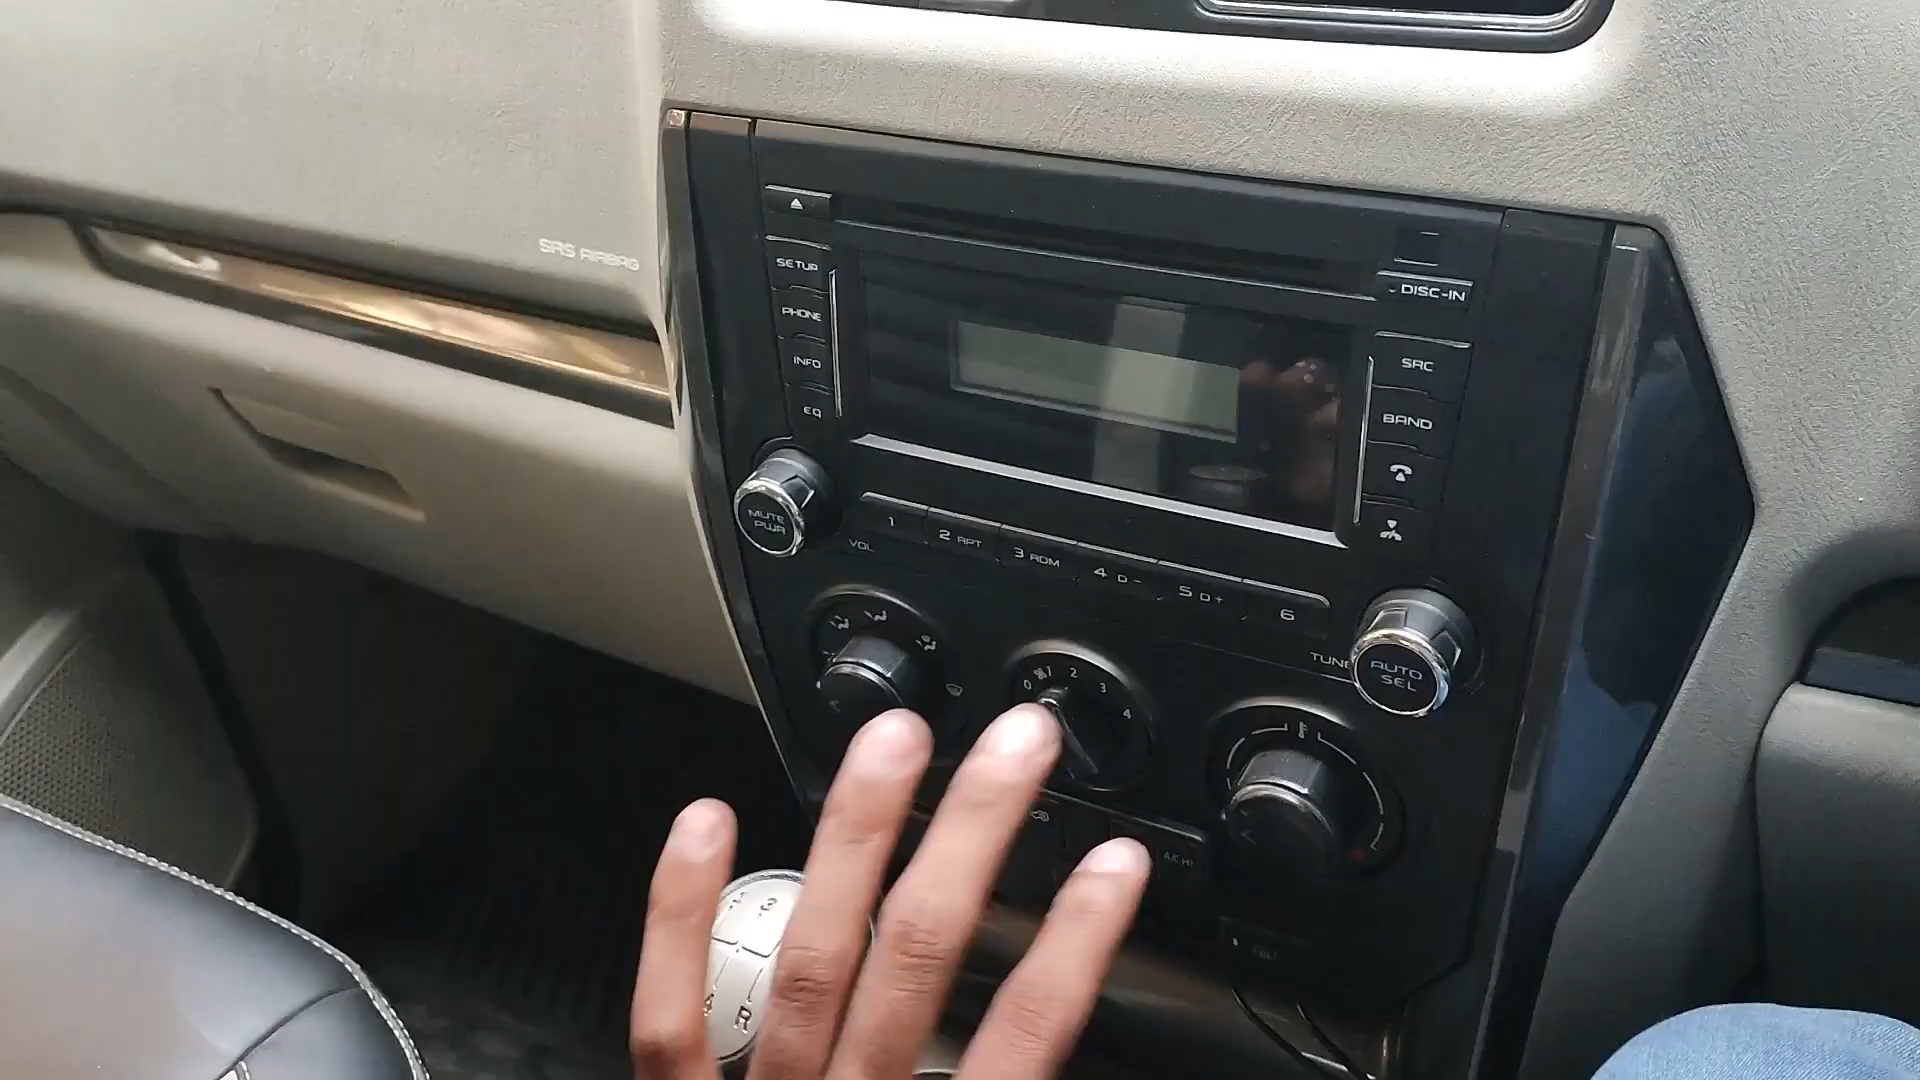 SRS AIRBAG
SETUP
DISC-IN
PHONE
INFO
SRC
EQ
BAND
MUTE
PWR
VOL
1
2 RPT
3 RDM
4 D-
5 D+
6
TUNE
AUTO
SEL
0
1
2
3
4
3
R